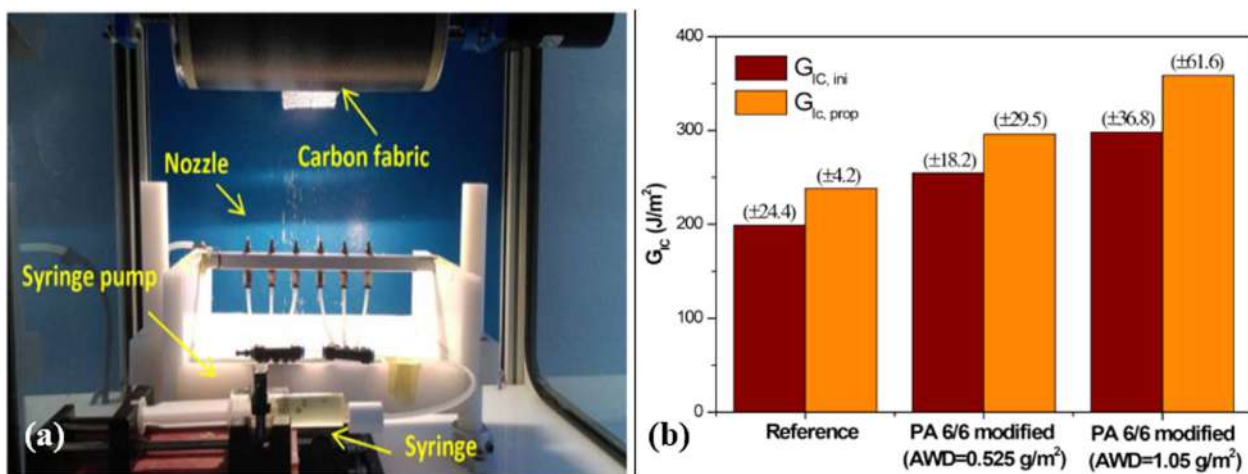 Carbon fabric
Nozzle
Syringe pump
Syringe
(a)
400
300
200
100
0
G_IC (J/m²)
G_IC, ini
G_Ic, prop
(±24.4)
(±4.2)
(±18.2)
(±29.5)
(±36.8)
(±61.6)
Reference
PA 6/6 modified
(AWD=0.525 g/m²)
PA 6/6 modified
(AWD=1.05 g/m²)
(b)